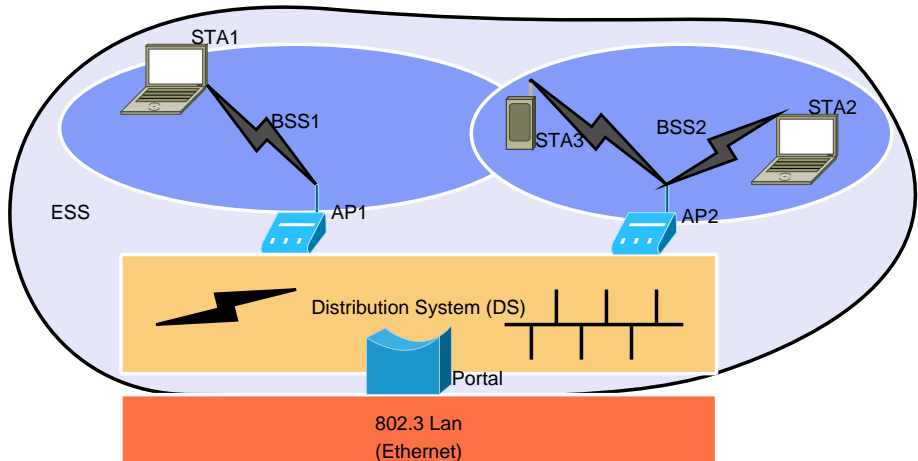 STA1
BSS1
STA3
BSS2
STA2
ESS
AP1
AP2
Distribution System (DS)
Portal
802.3 Lan
(Ethernet)